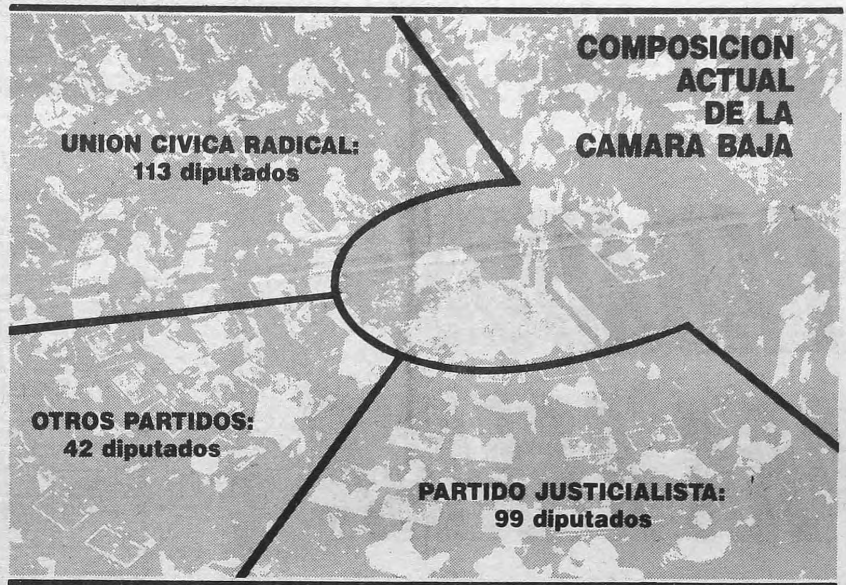 COMPOSICION
ACTUAL
DE LA
CAMARA BAJA
UNION CIVICA RADICAL:
113 diputados
OTROS PARTIDOS:
42 diputados
PARTIDO JUSTICIALISTA:
99 diputados